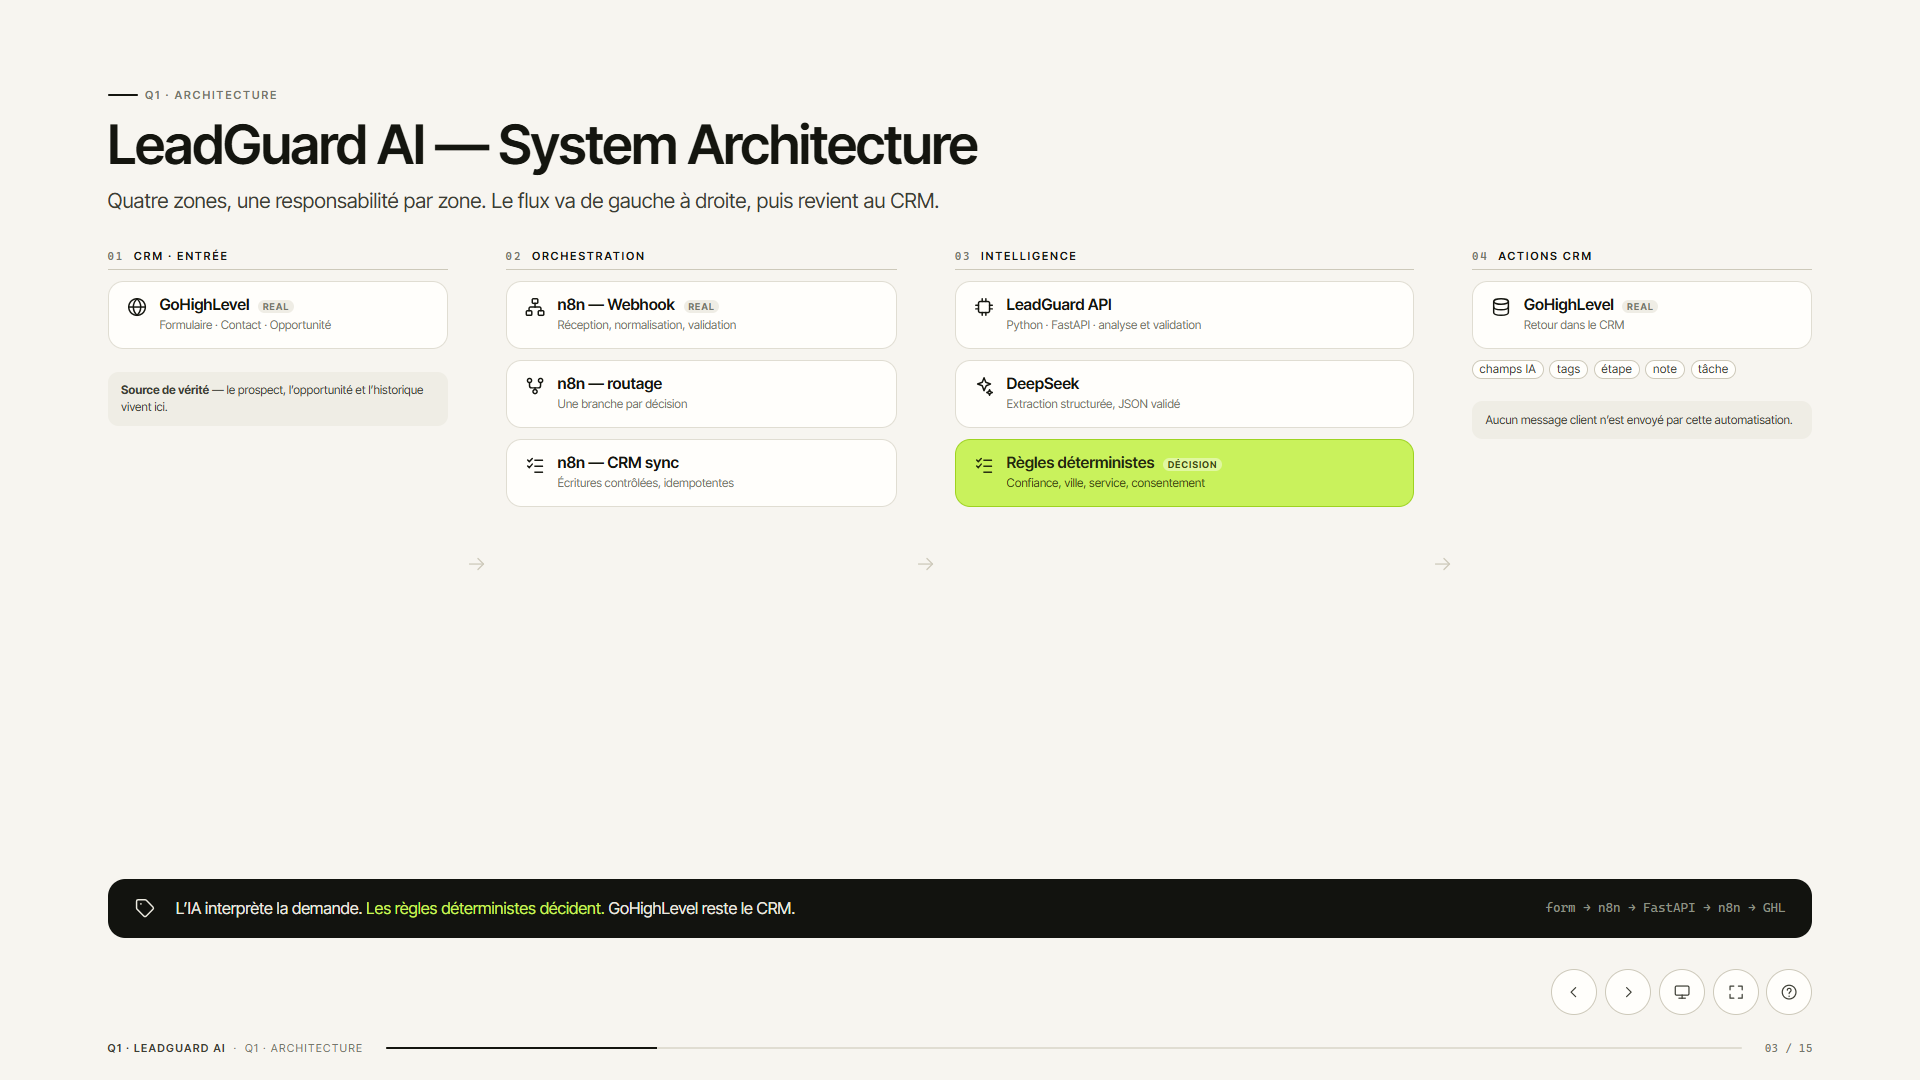 Q1 · ARCHITECTURE
LeadGuard AI — System Architecture
Quatre zones, une responsabilité par zone. Le flux va de gauche à droite, puis revient au CRM.
01 CRM · ENTRÉE
GoHighLevel REAL
Formulaire · Contact · Opportunité
Source de vérité — le prospect, l’opportunité et l’historique
vivent ici.
02 ORCHESTRATION
n8n — Webhook REAL
Réception, normalisation, validation
n8n — routage
Une branche par décision
n8n — CRM sync
Écritures contrôlées, idempotentes
03 INTELLIGENCE
LeadGuard API
Python · FastAPI · analyse et validation
DeepSeek
Extraction structurée, JSON validé
Règles déterministes DÉCISION
Confiance, ville, service, consentement
04 ACTIONS CRM
GoHighLevel REAL
Retour dans le CRM
champs IA tags étape note tâche
Aucun message client n’est envoyé par cette automatisation.
→ → →
L’IA interprète la demande. Les règles déterministes décident. GoHighLevel reste le CRM.
form → n8n → FastAPI → n8n → GHL
Q1 · LEADGUARD AI · Q1 · ARCHITECTURE
03 / 15